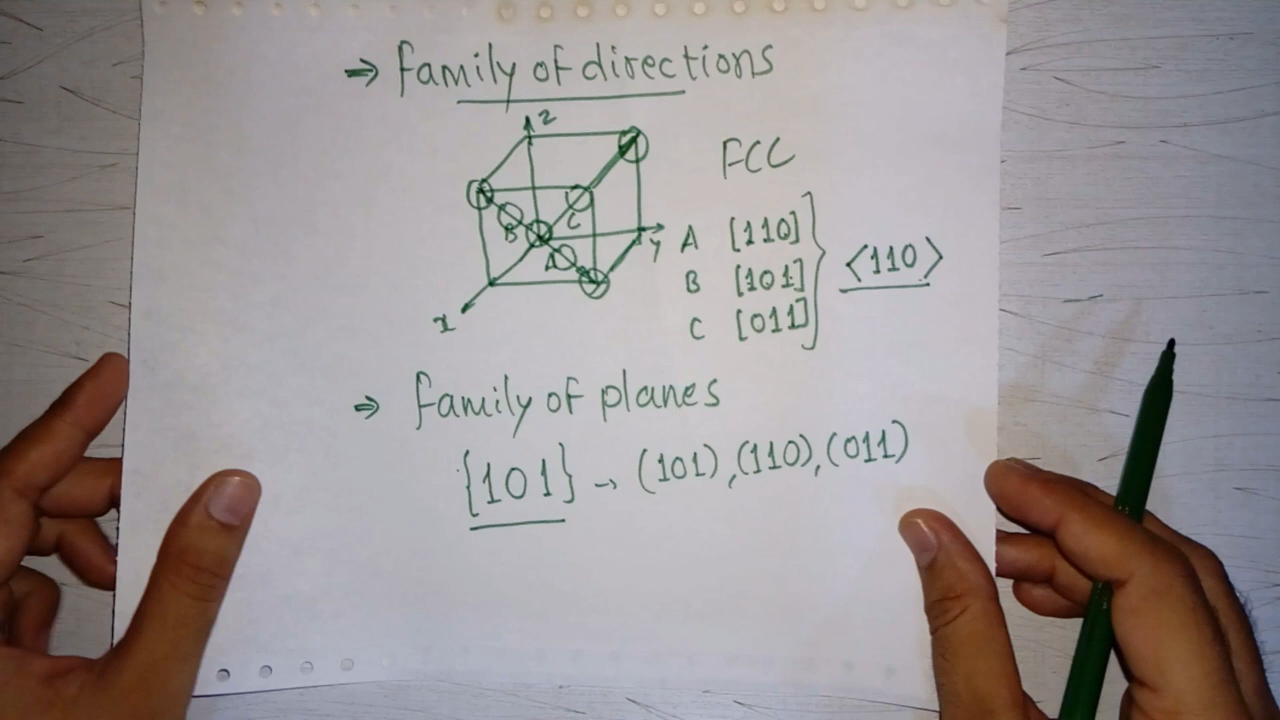 ⇒ family of directions
z
FCC
B C y A [110]
A B [101] } <110>
x C [011]
⇒ family of planes
{101} → (101),(110),(011)